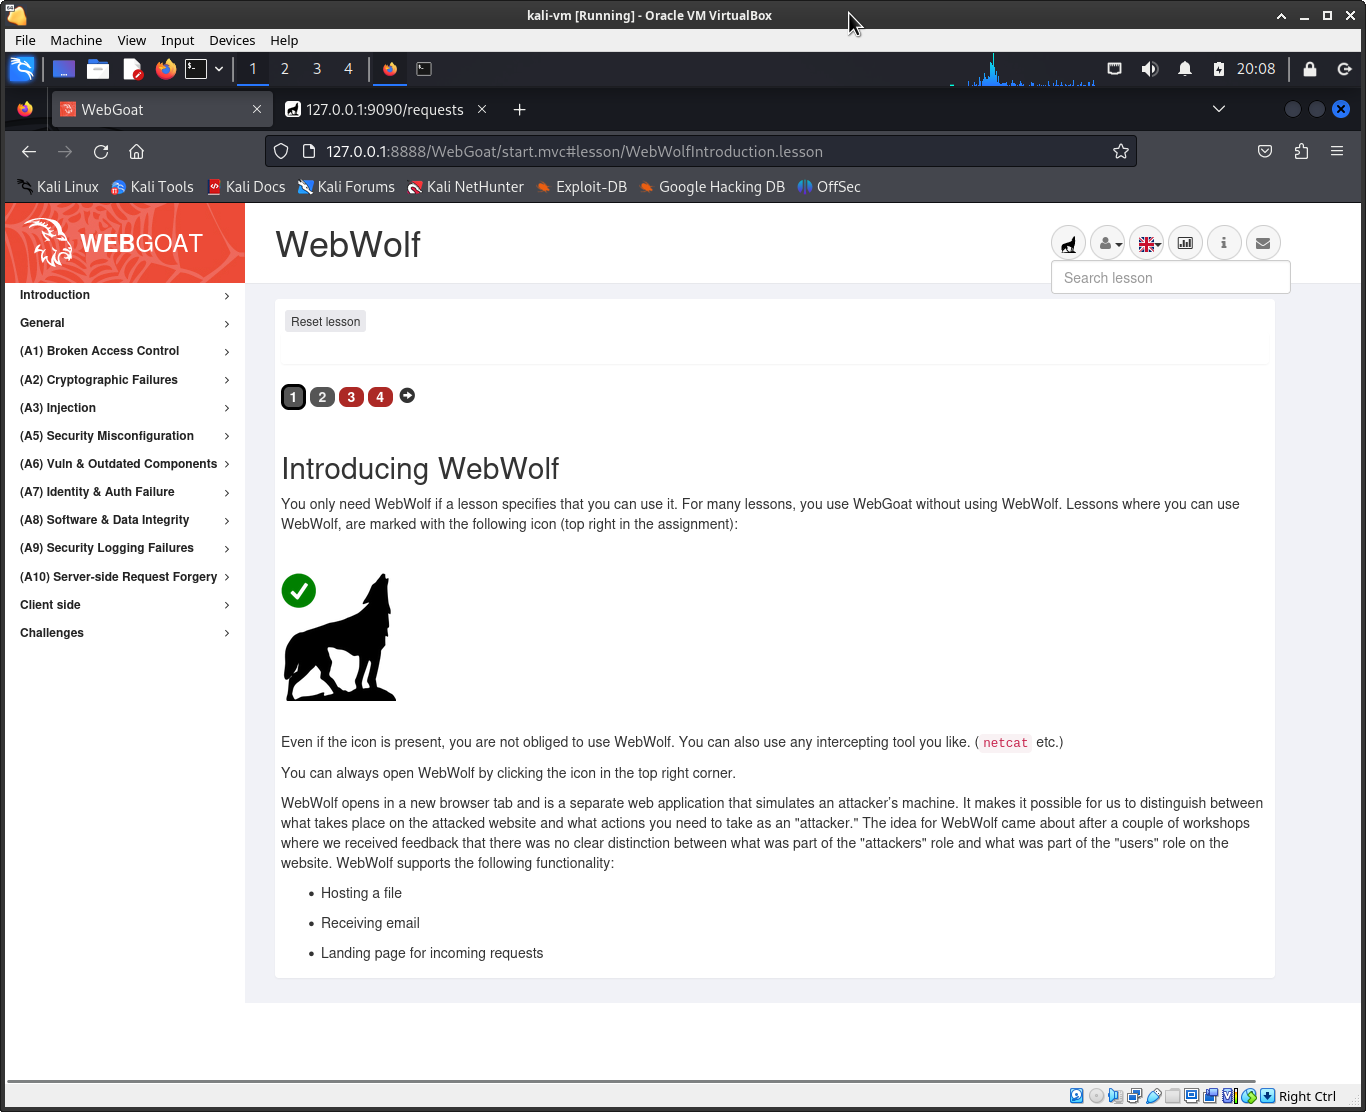 kali-vm [Running] - Oracle VM VirtualBox
File Machine View Input Devices Help
1 2 3 4 20:08
WebGoat 127.0.0.1:9090/requests
127.0.0.1:8888/WebGoat/start.mvc#lesson/WebWolfIntroduction.lesson
Kali Linux Kali Tools Kali Docs Kali Forums Kali NetHunter Exploit-DB Google Hacking DB OffSec
WEBGOAT
WebWolf
Search lesson
Introduction
General
(A1) Broken Access Control
(A2) Cryptographic Failures
(A3) Injection
(A5) Security Misconfiguration
(A6) Vuln & Outdated Components
(A7) Identity & Auth Failure
(A8) Software & Data Integrity
(A9) Security Logging Failures
(A10) Server-side Request Forgery
Client side
Challenges
Reset lesson
1 2 3 4
Introducing WebWolf
You only need WebWolf if a lesson specifies that you can use it. For many lessons, you use WebGoat without using WebWolf. Lessons where you can use
WebWolf, are marked with the following icon (top right in the assignment):
Even if the icon is present, you are not obliged to use WebWolf. You can also use any intercepting tool you like. ( netcat etc.)
You can always open WebWolf by clicking the icon in the top right corner.
WebWolf opens in a new browser tab and is a separate web application that simulates an attacker’s machine. It makes it possible for us to distinguish between
what takes place on the attacked website and what actions you need to take as an "attacker." The idea for WebWolf came about after a couple of workshops
where we received feedback that there was no clear distinction between what was part of the "attackers" role and what was part of the "users" role on the
website. WebWolf supports the following functionality:
• Hosting a file
• Receiving email
• Landing page for incoming requests
Right Ctrl